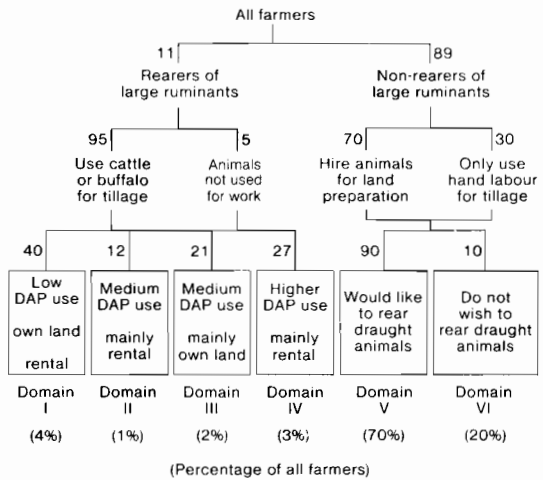 All farmers
11
89
Rearers of
large ruminants
Non-rearers of
large ruminants
95
5
70
30
Use cattle
or buffalo
for tillage
Animals
not used
for work
Hire animals
for land
preparation
Only use
hand labour
for tillage
40
12
21
27
90
10
Low
DAP use
own land
rental
Medium
DAP use
mainly
rental
Medium
DAP use
mainly
own land
Higher
DAP use
mainly
rental
Would like
to rear
draught
animals
Do not
wish to
rear draught
animals
Domain
I
Domain
II
Domain
III
Domain
IV
Domain
V
Domain
VI
(4%)
(1%)
(2%)
(3%)
(70%)
(20%)
(Percentage of all farmers)